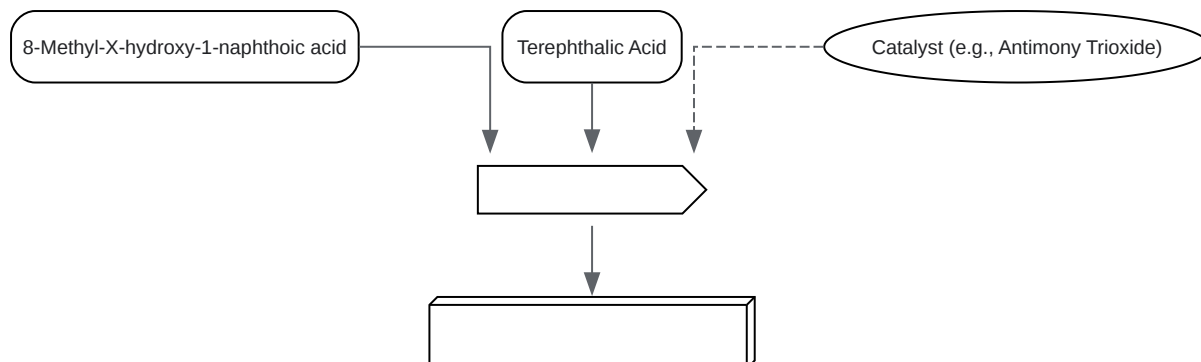 8-Methyl-X-hydroxy-1-naphthoic acid
Terephthalic Acid
Catalyst (e.g., Antimony Trioxide)